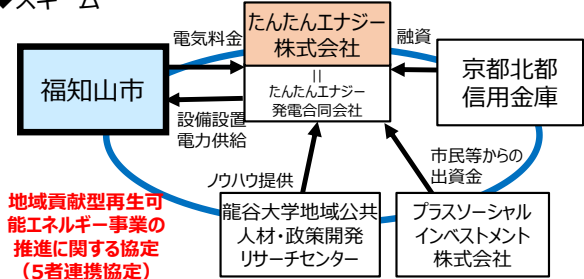 ◆スキーム
たんたんエナジー
株式会社
||
たんたんエナジー
発電合同会社
電気料金
融資
福知山市
京都北都
信用金庫
設備設置
電力供給
ノウハウ提供
市民等からの
出資金
地域貢献型再生可
能エネルギー事業の
推進に関する協定
(5者連携協定)
龍谷大学地域公共
人材・政策開発
リサーチセンター
プラスソーシャル
インベストメント
株式会社